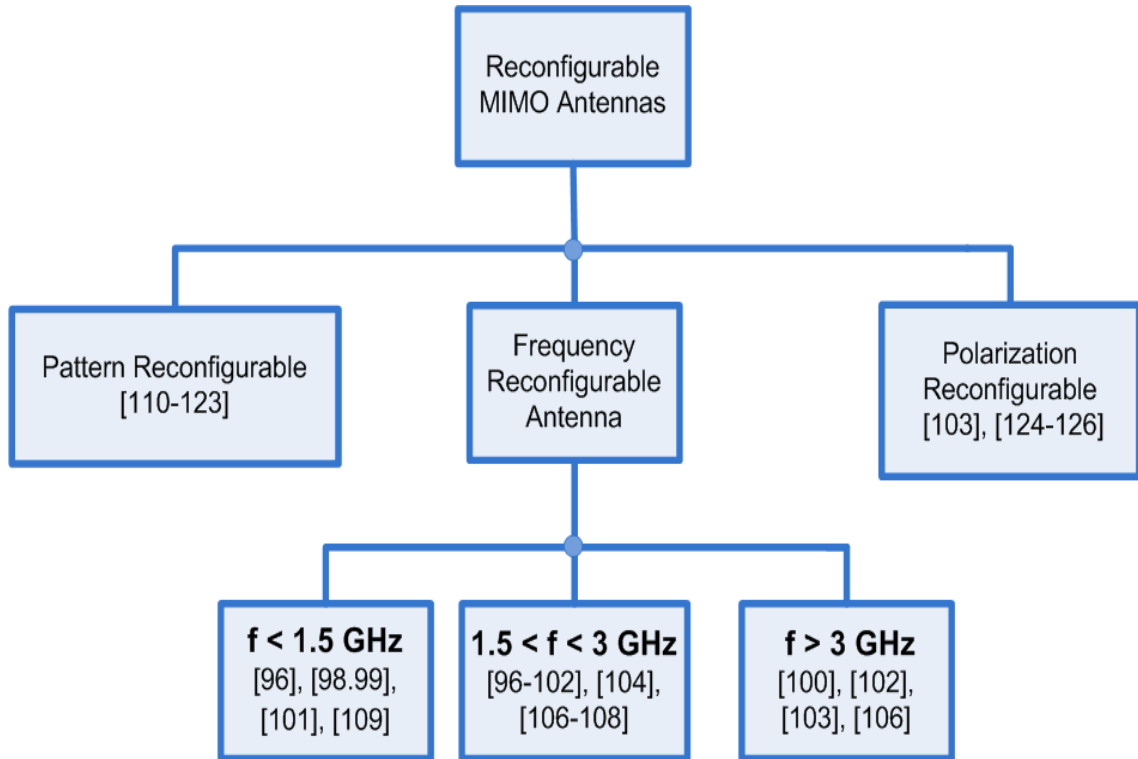 Reconfigurable
MIMO Antennas
Pattern Reconfigurable
[110-123]
Frequency
Reconfigurable
Antenna
Polarization
Reconfigurable
[103], [124-126]
f < 1.5 GHz
[96], [98.99],
[101], [109]
1.5 < f < 3 GHz
[96-102], [104],
[106-108]
f > 3 GHz
[100], [102],
[103], [106]